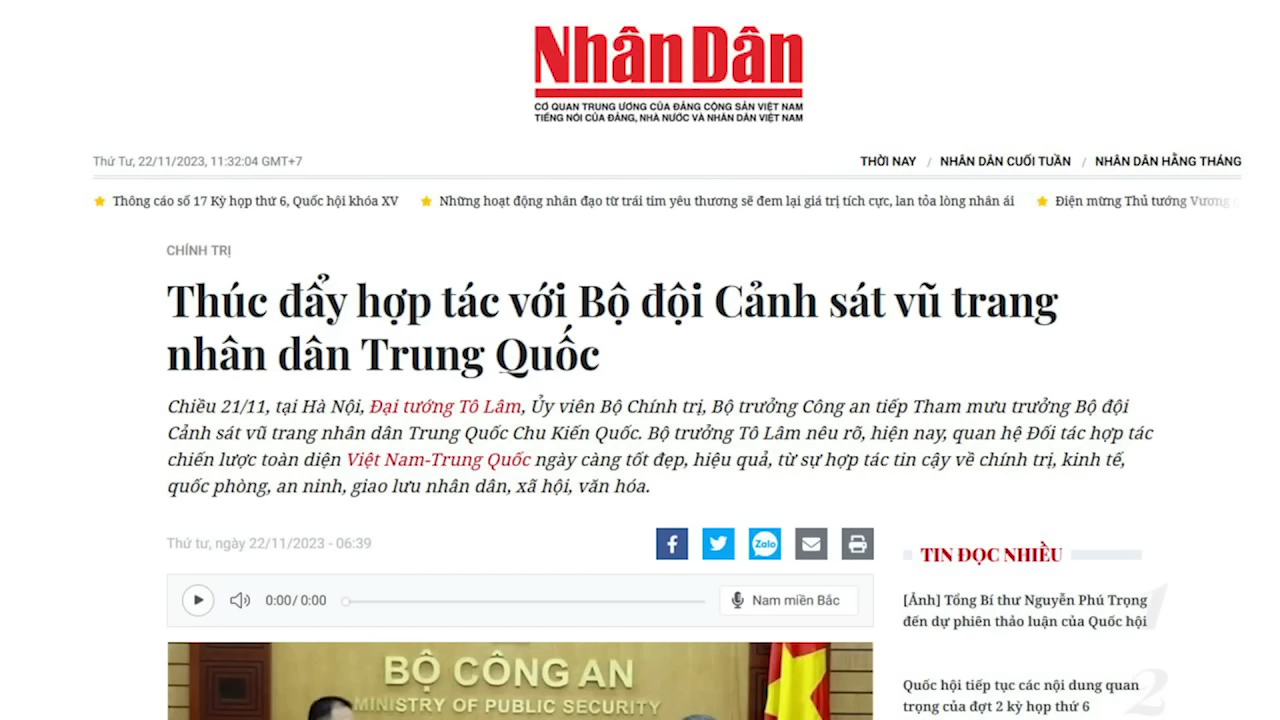 Nhân Dân
CƠ QUAN TRUNG ƯƠNG CỦA ĐẢNG CỘNG SẢN VIỆT NAM
TIẾNG NÓI CỦA ĐẢNG, NHÀ NƯỚC VÀ NHÂN DÂN VIỆT NAM
Thứ Tư, 22/11/2023, 11:32:04 GMT+7
THỜI NAY / NHÂN DÂN CUỐI TUẦN / NHÂN DÂN HẰNG THÁNG
Thông cáo số 17 Kỳ họp thứ 6, Quốc hội khóa XV
Những hoạt động nhân đạo từ trái tim yêu thương sẽ đem lại giá trị tích cực, lan tỏa lòng nhân ái
Điện mừng Thủ tướng Vương
CHÍNH TRỊ
Thúc đẩy hợp tác với Bộ đội Cảnh sát vũ trang
nhân dân Trung Quốc
Chiều 21/11, tại Hà Nội, Đại tướng Tô Lâm, Ủy viên Bộ Chính trị, Bộ trưởng Công an tiếp Tham mưu trưởng Bộ đội
Cảnh sát vũ trang nhân dân Trung Quốc Chu Kiến Quốc. Bộ trưởng Tô Lâm nêu rõ, hiện nay, quan hệ Đối tác hợp tác
chiến lược toàn diện Việt Nam-Trung Quốc ngày càng tốt đẹp, hiệu quả, từ sự hợp tác tin cậy về chính trị, kinh tế,
quốc phòng, an ninh, giao lưu nhân dân, xã hội, văn hóa.
Thứ tư, ngày 22/11/2023 - 06:39
Zalo
0:00/ 0:00
Nam miền Bắc
BỘ CÔNG AN
MINISTRY OF PUBLIC SECURITY
TIN ĐỌC NHIỀU
1
[Ảnh] Tổng Bí thư Nguyễn Phú Trọng
đến dự phiên thảo luận của Quốc hội
2
Quốc hội tiếp tục các nội dung quan
trọng của đợt 2 kỳ họp thứ 6